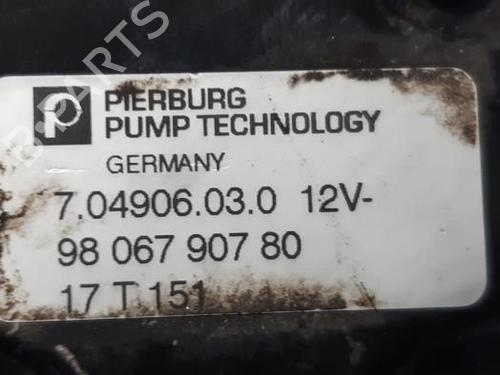 PIERBURG
PUMP TECHNOLOGY
GERMANY
7.04906.03.0 12V-
98 067 907 80
17 T 151